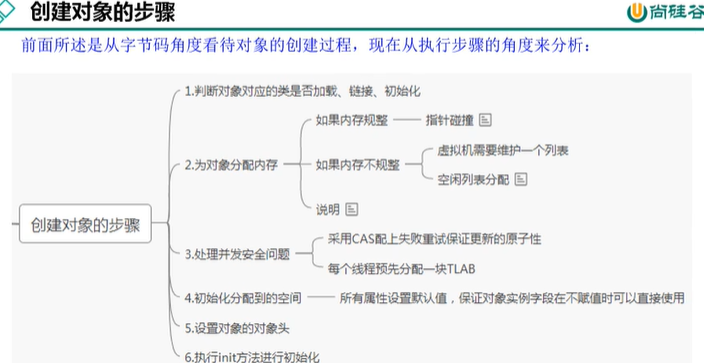 创建对象的步骤
尚硅谷
前面所述是从字节码角度看待对象的创建过程，现在从执行步骤的角度来分析：
创建对象的步骤
1.判断对象对应的类是否加载、链接、初始化
2.为对象分配内存
如果内存规整
指针碰撞
如果内存不规整
虚拟机需要维护一个列表
空闲列表分配
说明
3.处理并发安全问题
采用CAS配上失败重试保证更新的原子性
每个线程预先分配一块TLAB
4.初始化分配到的空间
所有属性设置默认值，保证对象实例字段在不赋值时可以直接使用
5.设置对象的对象头
6.执行init方法进行初始化